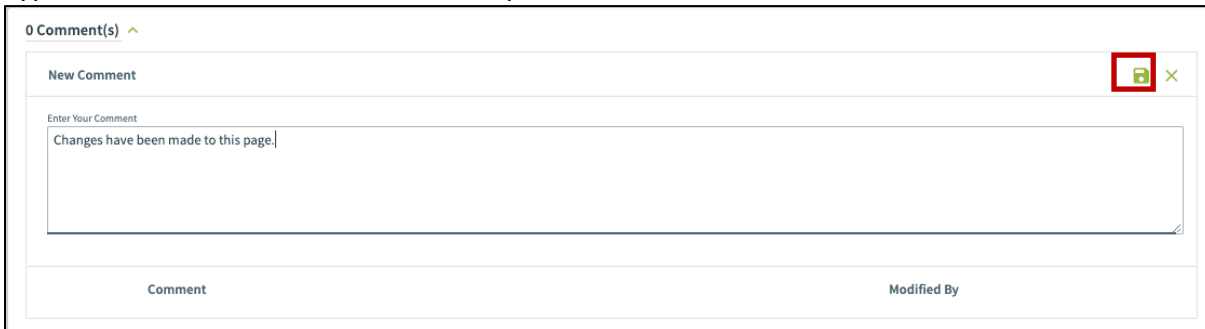 0 Comment(s)
New Comment
Enter Your Comment
Changes have been made to this page.
Comment Modified By